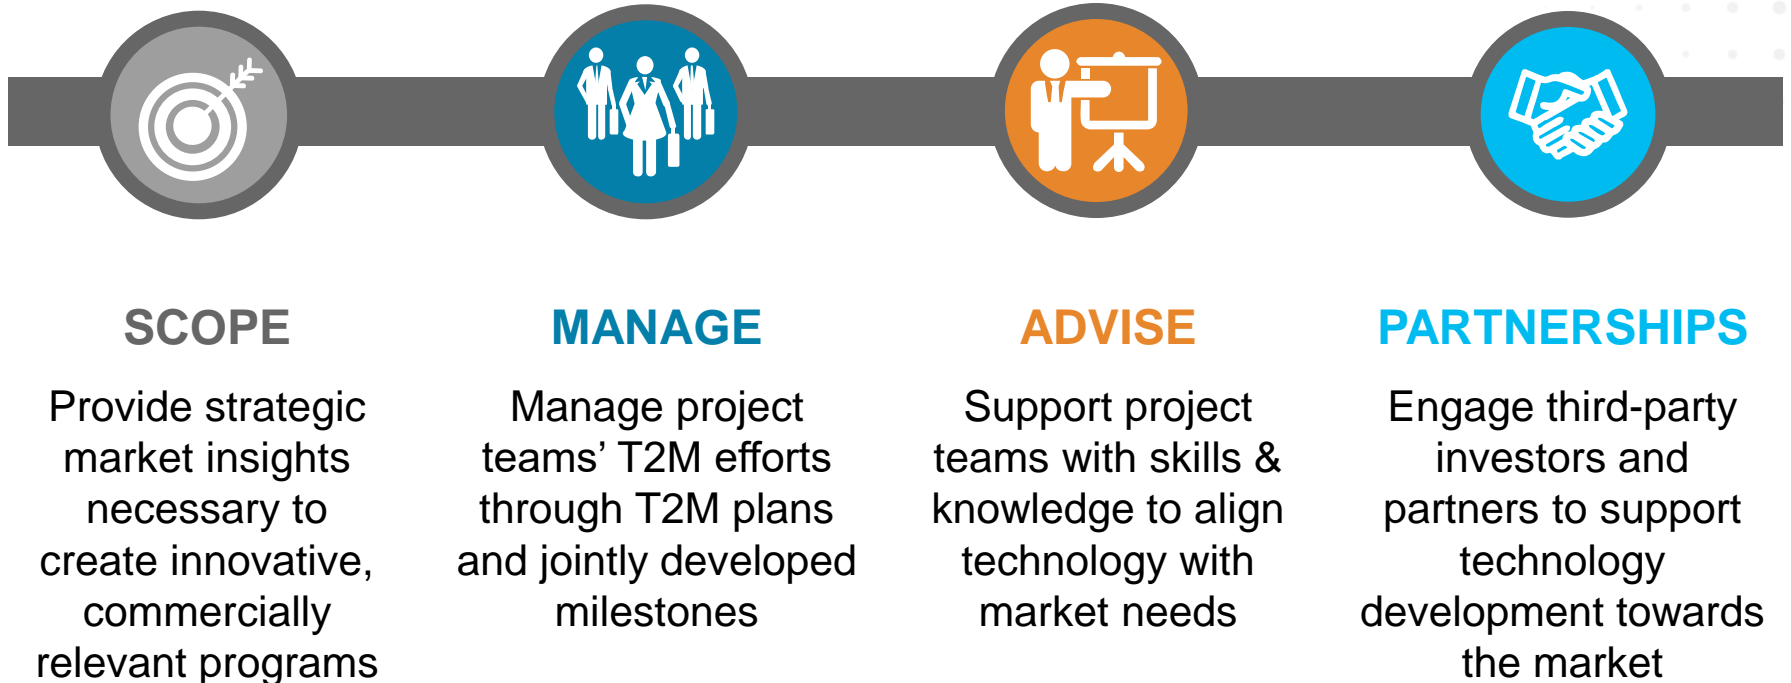 SCOPE
Provide strategic
market insights
necessary to
create innovative,
commercially
relevant programs
MANAGE
Manage project
teams’ T2M efforts
through T2M plans
and jointly developed
milestones
ADVISE
Support project
teams with skills &
knowledge to align
technology with
market needs
PARTNERSHIPS
Engage third-party
investors and
partners to support
technology
development towards
the market